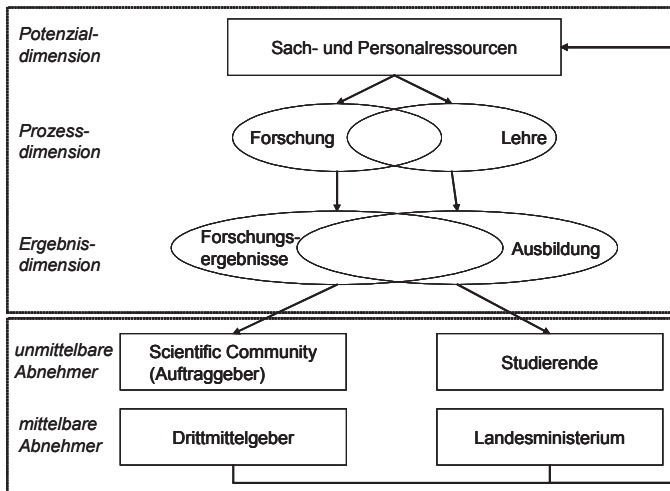 Potenzial-
dimension
Sach- und Personalressourcen
Prozess-
dimension
Forschung
Lehre
Ergebnis-
dimension
Forschungs-
ergebnisse
Ausbildung
unmittelbare
Abnehmer
Scientific Community
(Auftraggeber)
Studierende
mittelbare
Abnehmer
Drittmittelgeber
Landesministerium